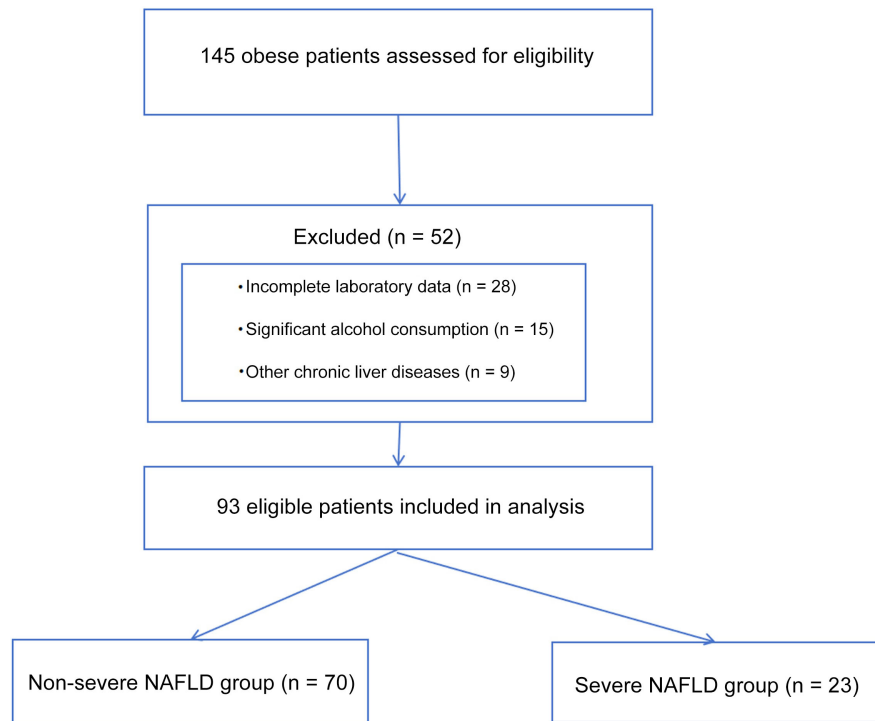 145 obese patients assessed for eligibility
Excluded (n = 52)
•Incomplete laboratory data (n = 28)
•Significant alcohol consumption (n = 15)
•Other chronic liver diseases (n = 9)
93 eligible patients included in analysis
Non-severe NAFLD group (n = 70)
Severe NAFLD group (n = 23)